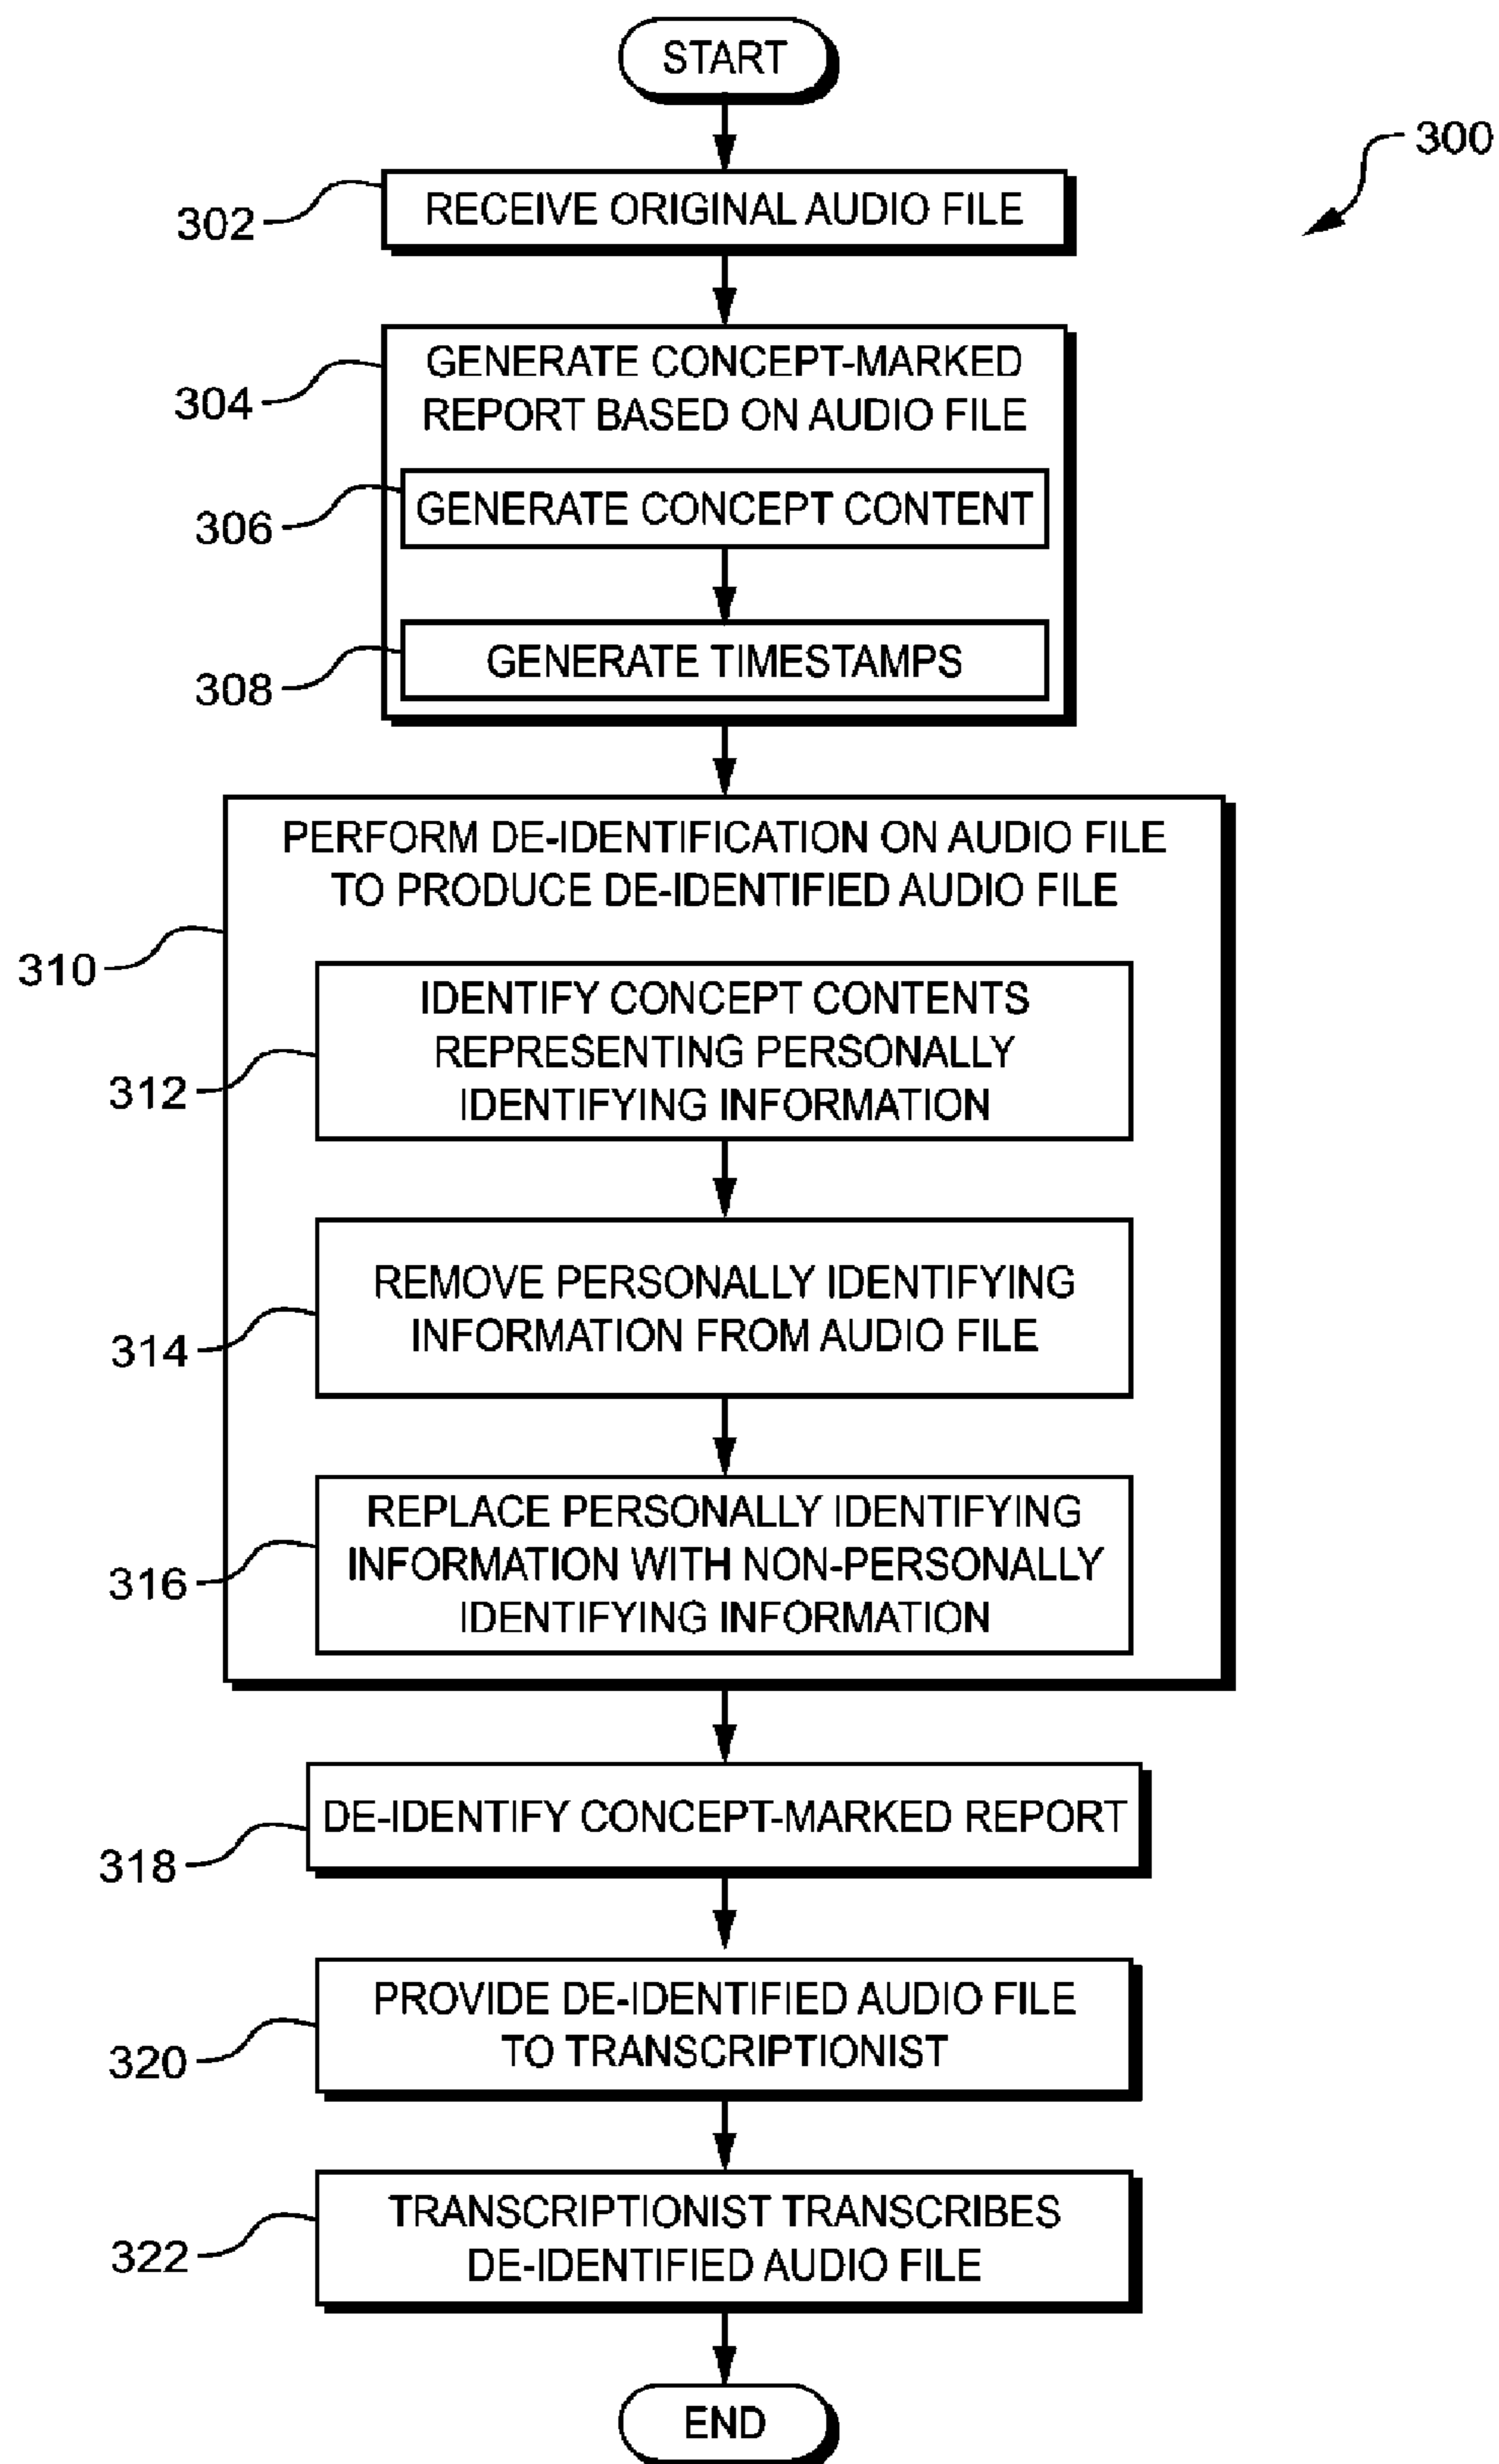 START
300
302
RECEIVE ORIGINAL AUDIO FILE
304
GENERATE CONCEPT-MARKED
REPORT BASED ON AUDIO FILE
306
GENERATE CONCEPT CONTENT
308
GENERATE TIMESTAMPS
310
PERFORM DE-IDENTIFICATION ON AUDIO FILE
TO PRODUCE DE-IDENTIFIED AUDIO FILE
312
IDENTIFY CONCEPT CONTENTS
REPRESENTING PERSONALLY
IDENTIFYING INFORMATION
314
REMOVE PERSONALLY IDENTIFYING
INFORMATION FROM AUDIO FILE
316
REPLACE PERSONALLY IDENTIFYING
INFORMATION WITH NON-PERSONALLY
IDENTIFYING INFORMATION
318
DE-IDENTIFY CONCEPT-MARKED REPORT
320
PROVIDE DE-IDENTIFIED AUDIO FILE
TO TRANSCRIPTIONIST
322
TRANSCRIPTIONIST TRANSCRIBES
DE-IDENTIFIED AUDIO FILE
END